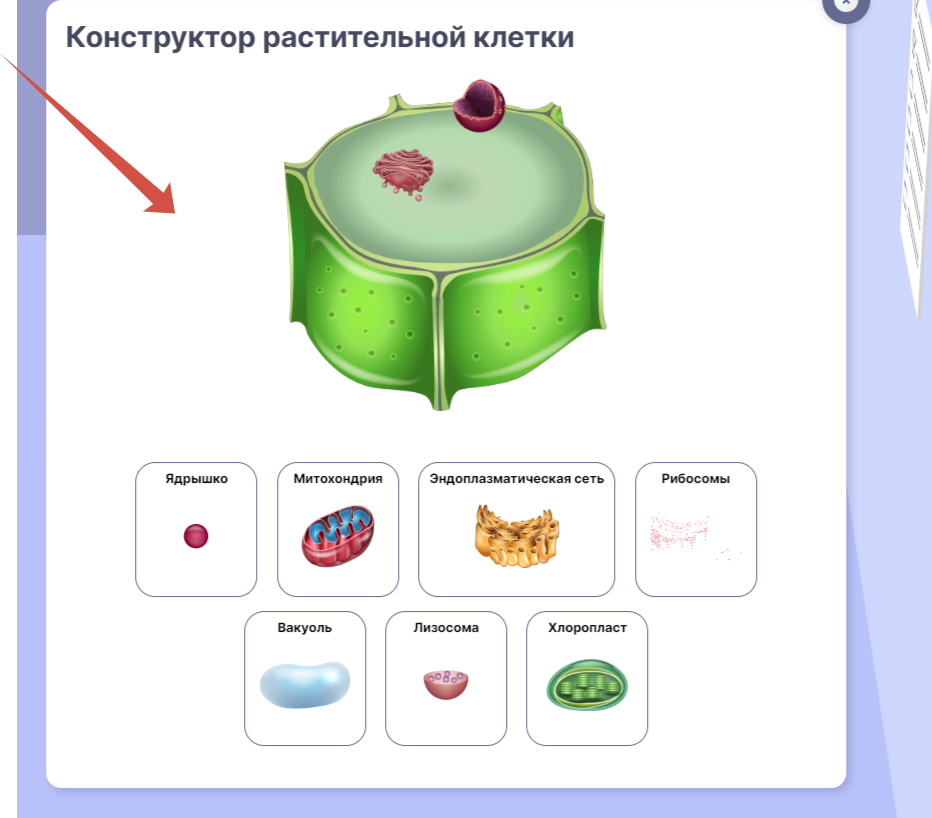 Конструктор растительной клетки
Ядрышко
Митохондрия
Эндоплазматическая сеть
Рибосомы
Вакуоль
Лизосома
Хлоропласт